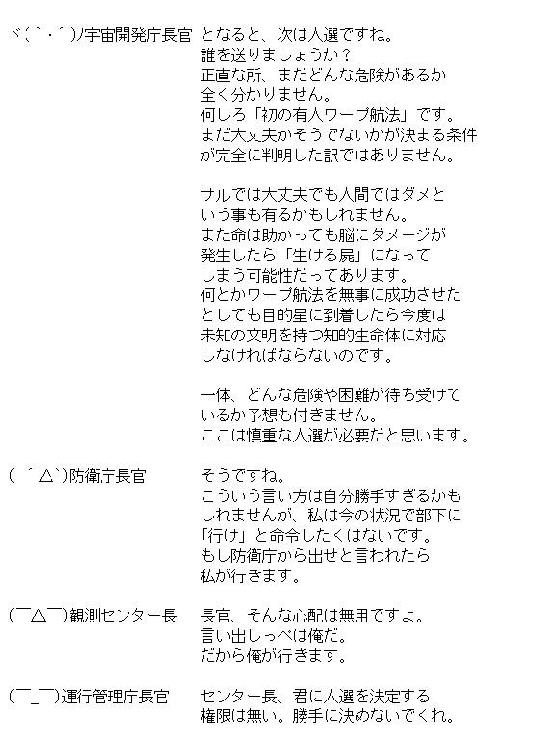 ヾ(｀・´)ノ宇宙開発庁長官 となると、次は人選ですね。
誰を送りましょうか？
正直な所、まだどんな危険があるか
全く分かりません。
何しろ「初の有人ワープ航法」です。
まだ大丈夫かそうでないかが決まる条件
が完全に判明した訳ではありません。
サルでは大丈夫でも人間ではダメと
いう事も有るかもしれません。
また命は助かっても脳にダメージが
発生したら「生ける屍」になって
しまう可能性だってあります。
何とかワープ航法を無事に成功させた
としても目的星に到着したら今度は
未知の文明を持つ知的生命体に対応
しなければならないのです。
一体、どんな危険や困難が待ち受けて
いるか予想も付きません。
ここは慎重な人選が必要だと思います。
( ´△`)防衛庁長官 そうですね。
こういう言い方は自分勝手すぎるかも
しれませんが、私は今の状況で部下に
「行け」と命令したくはないです。
もし防衛庁から出せと言われたら
私が行きます。
(￣△￣)観測センター長 長官、そんな心配は無用ですよ。
言い出しっぺは俺だ。
だから俺が行きます。
(￣_￣)運行管理庁長官 センター長、君に人選を決定する
権限は無い。勝手に決めないでくれ。